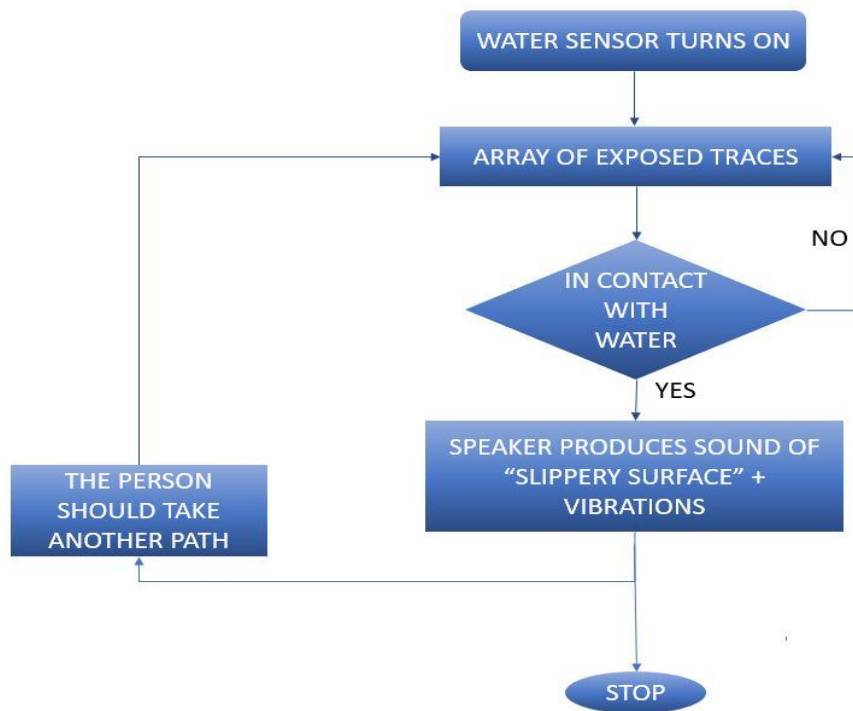 WATER SENSOR TURNS ON
ARRAY OF EXPOSED TRACES
NO
IN CONTACT
WITH
WATER
YES
SPEAKER PRODUCES SOUND OF
“SLIPPERY SURFACE” +
VIBRATIONS
THE PERSON
SHOULD TAKE
ANOTHER PATH
STOP